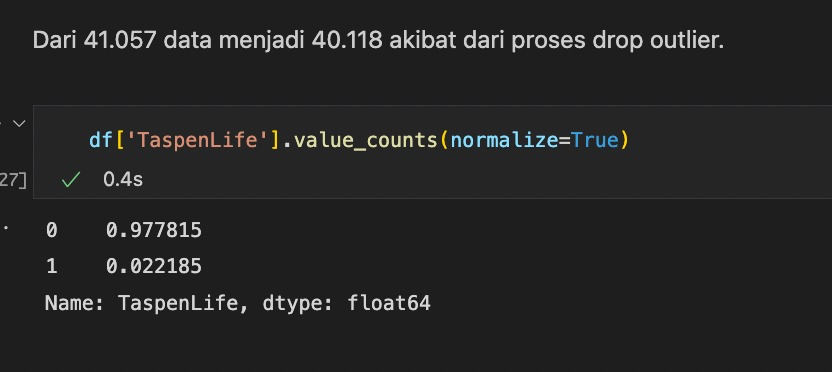 Dari 41.057 data menjadi 40.118 akibat dari proses drop outlier.
df['TaspenLife'].value_counts(normalize=True)
27] 0.4s
0 0.977815
1 0.022185
Name: TaspenLife, dtype: float64